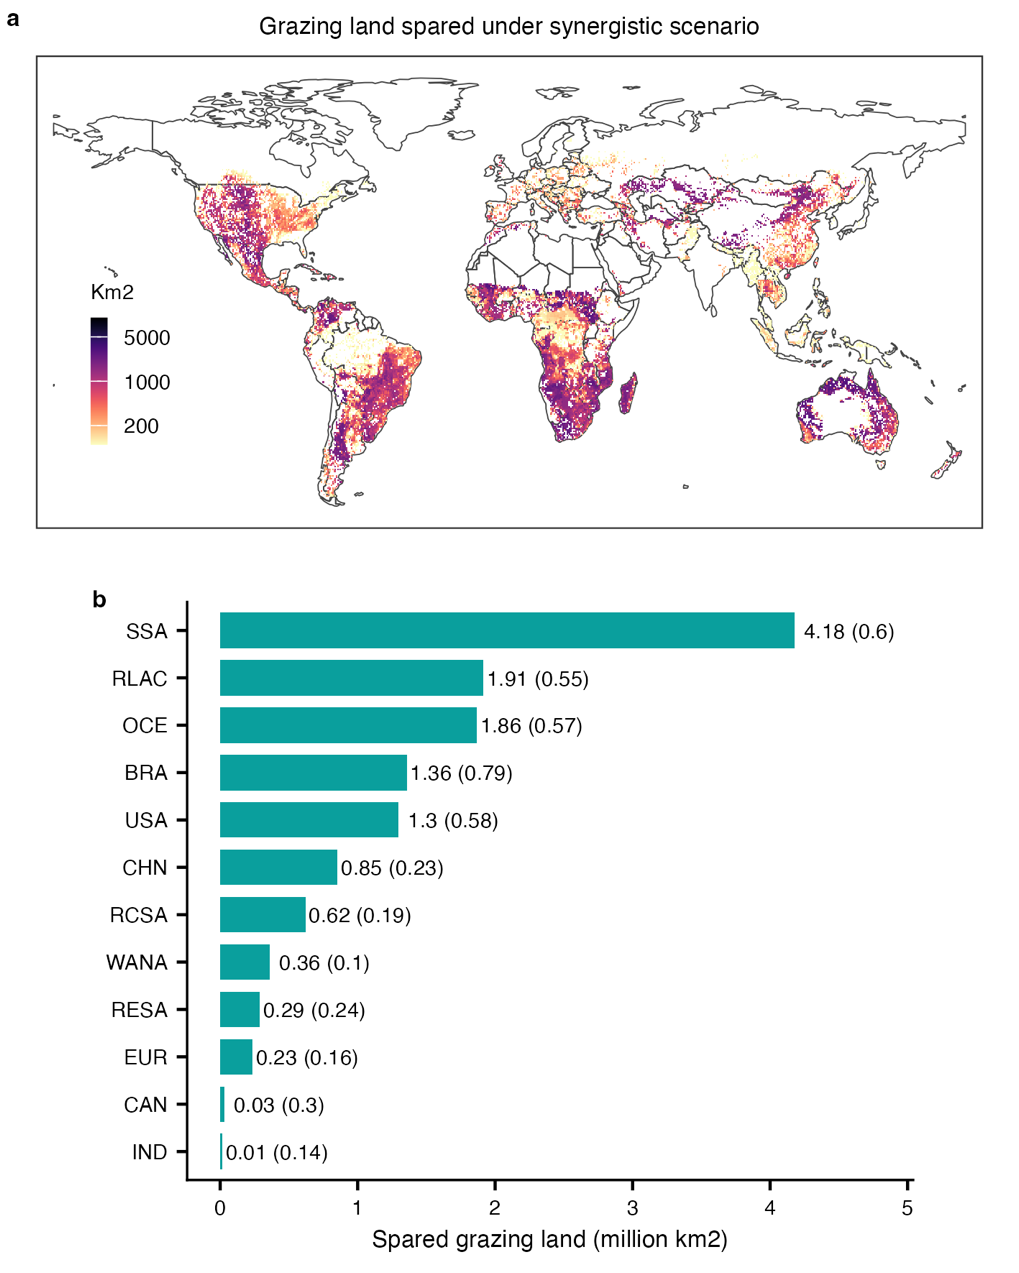 a
Grazing land spared under synergistic scenario
Km2
5000
1000
200
b
SSA 4.18 (0.6)
RLAC 1.91 (0.55)
OCE 1.86 (0.57)
BRA 1.36 (0.79)
USA 1.3 (0.58)
CHN 0.85 (0.23)
RCSA 0.62 (0.19)
WANA 0.36 (0.1)
RESA 0.29 (0.24)
EUR 0.23 (0.16)
CAN 0.03 (0.3)
IND 0.01 (0.14)
0 1 2 3 4 5
Spared grazing land (million km2)